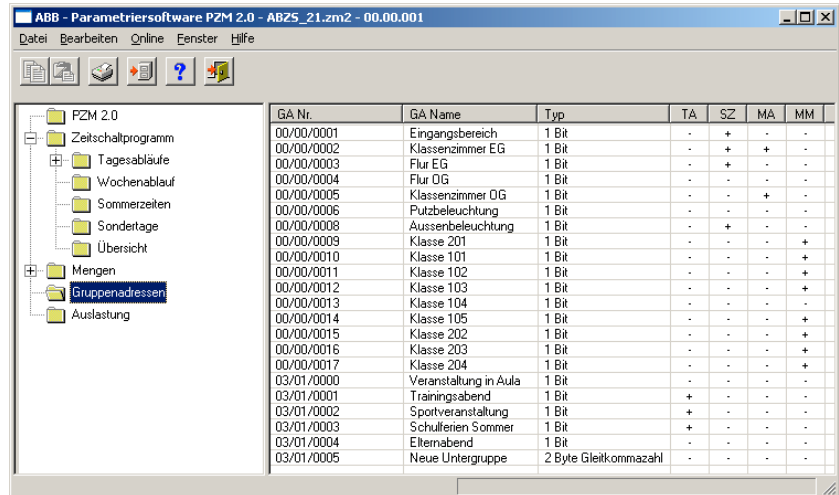 ABB - Parametriersoftware PZM 2.0 - ABZS_21.zm2 - 00.00.001
Datei Bearbeiten Online Fenster Hilfe
PZM 2.0
Zeitschaltprogramm
Tagesabläufe
Wochenablauf
Sommerzeiten
Sondertage
Übersicht
Mengen
Gruppenadressen
Auslastung
GA Nr. GA Name Typ TA SZ MA MM
00/00/0001 Eingangsbereich 1 Bit - + - -
00/00/0002 Klassenzimmer EG 1 Bit - + + -
00/00/0003 Flur EG 1 Bit - + - -
00/00/0004 Flur OG 1 Bit - - - -
00/00/0005 Klassenzimmer OG 1 Bit - - + -
00/00/0006 Putzbeleuchtung 1 Bit - - - -
00/00/0008 Aussenbeleuchtung 1 Bit - + - -
00/00/0009 Klasse 201 1 Bit - - - +
00/00/0010 Klasse 101 1 Bit - - - +
00/00/0011 Klasse 102 1 Bit - - - +
00/00/0012 Klasse 103 1 Bit - - - +
00/00/0013 Klasse 104 1 Bit - - - -
00/00/0014 Klasse 105 1 Bit - - - +
00/00/0015 Klasse 202 1 Bit - - - +
00/00/0016 Klasse 203 1 Bit - - - +
00/00/0017 Klasse 204 1 Bit - - - +
03/01/0000 Veranstaltung in Aula 1 Bit - - - -
03/01/0001 Trainingsabend 1 Bit + - - -
03/01/0002 Sportveranstaltung 1 Bit + - - -
03/01/0003 Schulferien Sommer 1 Bit + - - -
03/01/0004 Elternabend 1 Bit - - - -
03/01/0005 Neue Untergruppe 2 Byte Gleitkommazahl - - - -